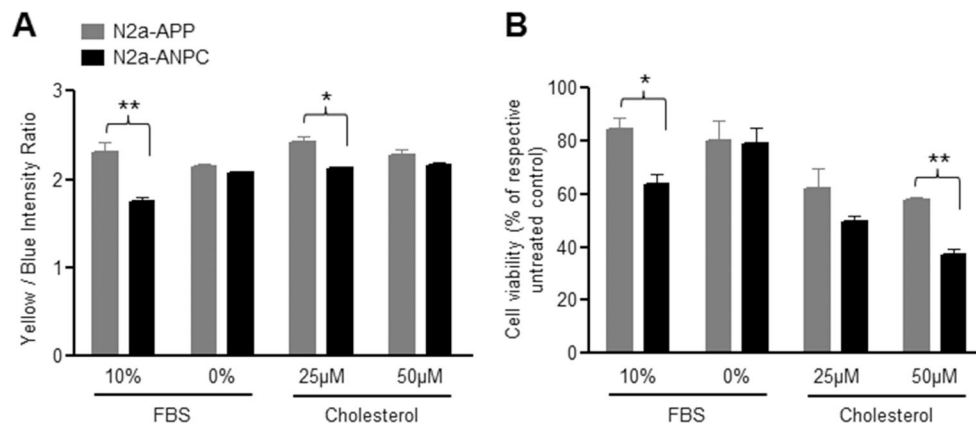 A
N2a-APP
N2a-ANPC
Yellow / Blue Intensity Ratio
3
2
1
0
**
*
10%
0%
25µM
50µM
FBS
Cholesterol
B
Cell viability (% of respective
untreated control)
100
80
60
40
20
0
*
**
10%
0%
25µM
50µM
FBS
Cholesterol